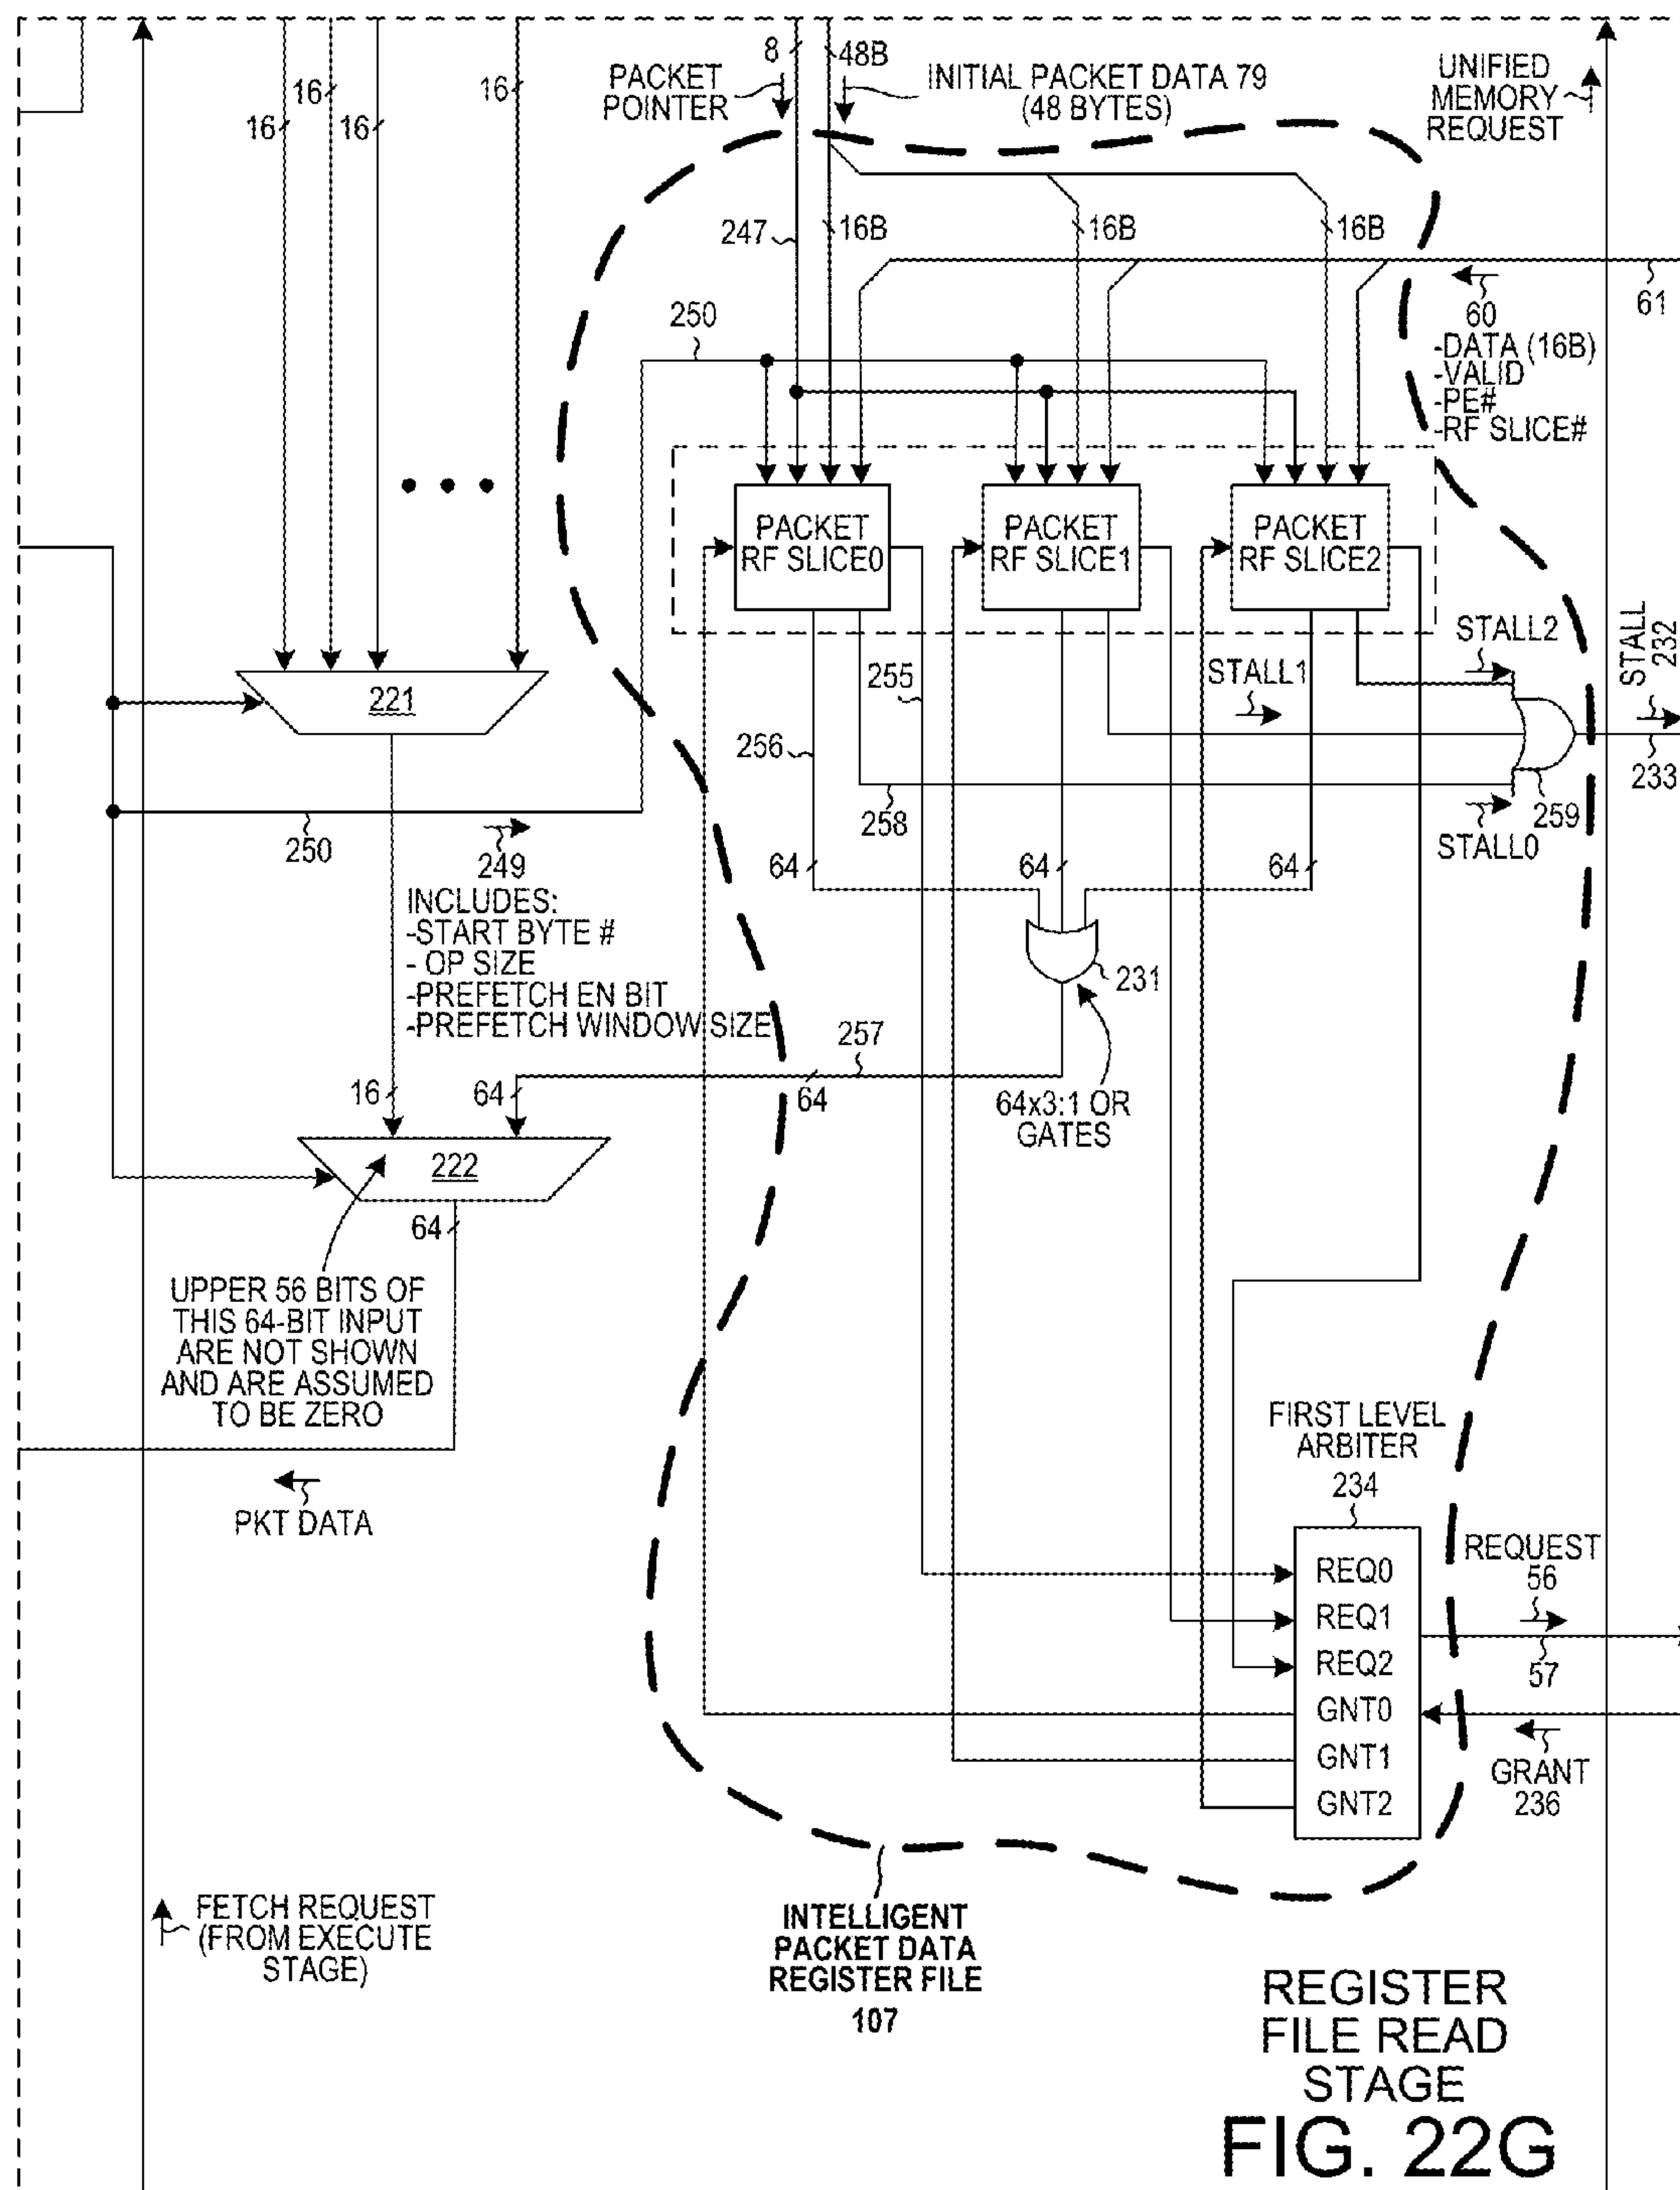 8
48B
PACKET
POINTER
INITIAL PACKET DATA 79
(48 BYTES)
UNIFIED
MEMORY
REQUEST
16
16
16
16
247
16B
16B
16B
61
60
-DATA (16B)
-VALID
-PE#
-RF SLICE#
250
PACKET
RF SLICE0
PACKET
RF SLICE1
PACKET
RF SLICE2
STALL2
STALL
232
STALL1
255
221
256
233
258
259
STALL0
250
249
64
64
64
INCLUDES:
-START BYTE #
- OP SIZE
-PREFETCH EN BIT
-PREFETCH WINDOW SIZE
231
257
16
64
64
64x3:1 OR
GATES
222
64
UPPER 56 BITS OF
THIS 64-BIT INPUT
ARE NOT SHOWN
AND ARE ASSUMED
TO BE ZERO
FIRST LEVEL
ARBITER
234
PKT DATA
REQ0
REQ1
REQ2
GNT0
GNT1
GNT2
REQUEST
56
57
GRANT
236
FETCH REQUEST
(FROM EXECUTE
STAGE)
INTELLIGENT
PACKET DATA
REGISTER FILE
107
REGISTER
FILE READ
STAGE
FIG. 22G